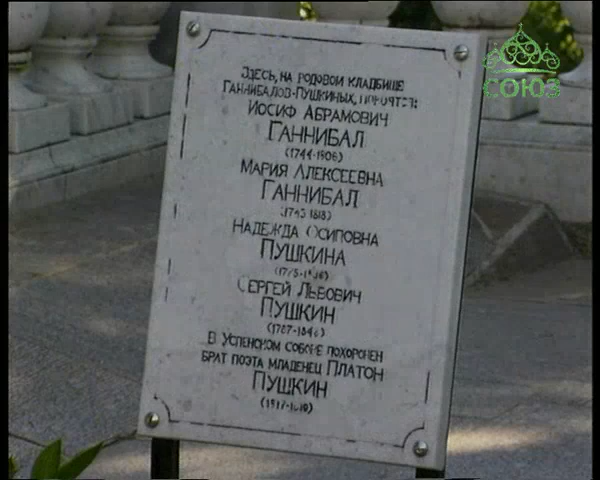 СОЮЗ
Здесь, на родовом кладбище
Ганнибалов-Пушкиных, покоятся:
Иосиф Абрамович
ГАННИБАЛ
(1744-1806)
Мария Алексеевна
ГАННИБАЛ
(1745-1818)
Надежда Осиповна
ПУШКИНА
(1775-1836)
Сергей Львович
ПУШКИН
(1767-1848)
В Успенском соборе похоронен
брат поэта младенец Платон
ПУШКИН
(1817-1819)